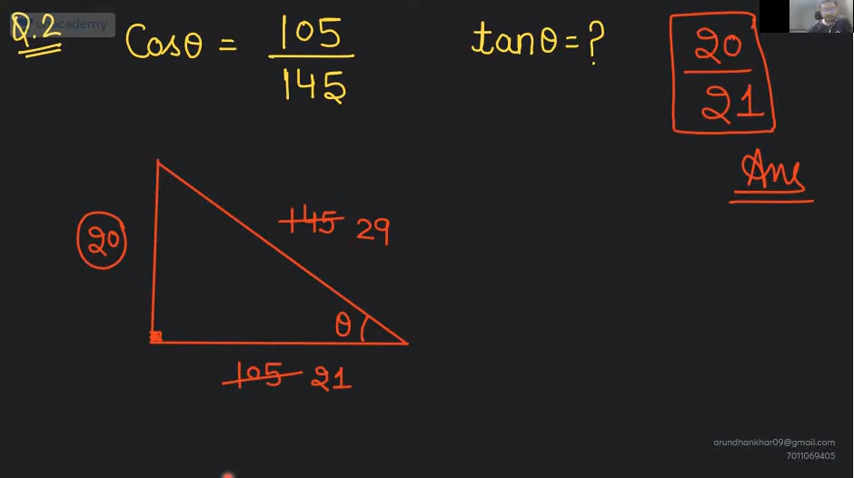 Q.2
Cosθ = 105/145
tanθ = ?
20/21
Ans
145 29
20
θ
105 21
arundhankhar09@gmail.com
7011069405